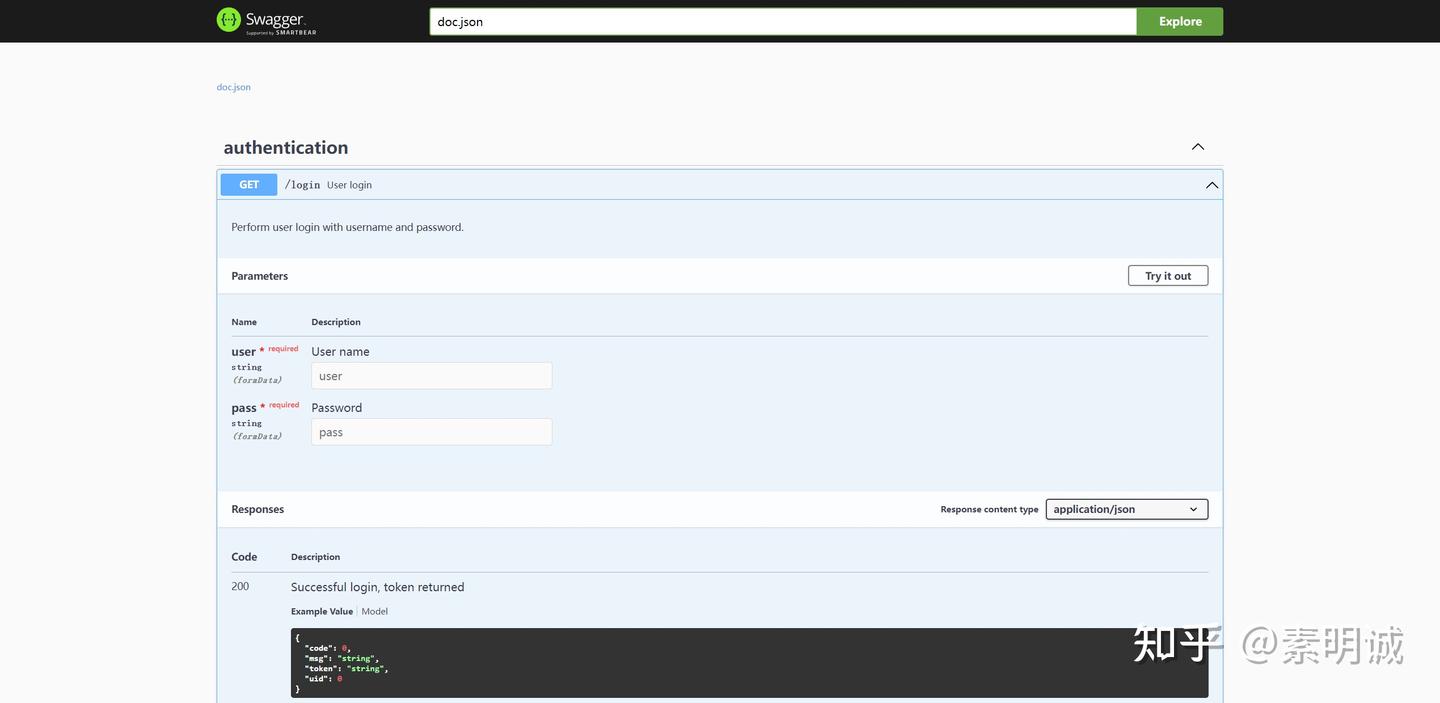 Swagger.
Supported by SMARTBEAR
doc.json
Explore
doc.json
authentication
GET /login User login
Perform user login with username and password.
Parameters
Try it out
Name Description
user * required User name
string
(formData)
user
pass * required Password
string
(formData)
pass
Responses
Response content type application/json
Code Description
200 Successful login, token returned
Example Value Model
{
"code": 0,
"msg": "string",
"token": "string",
"uid": 0
}
知乎 @素明诚